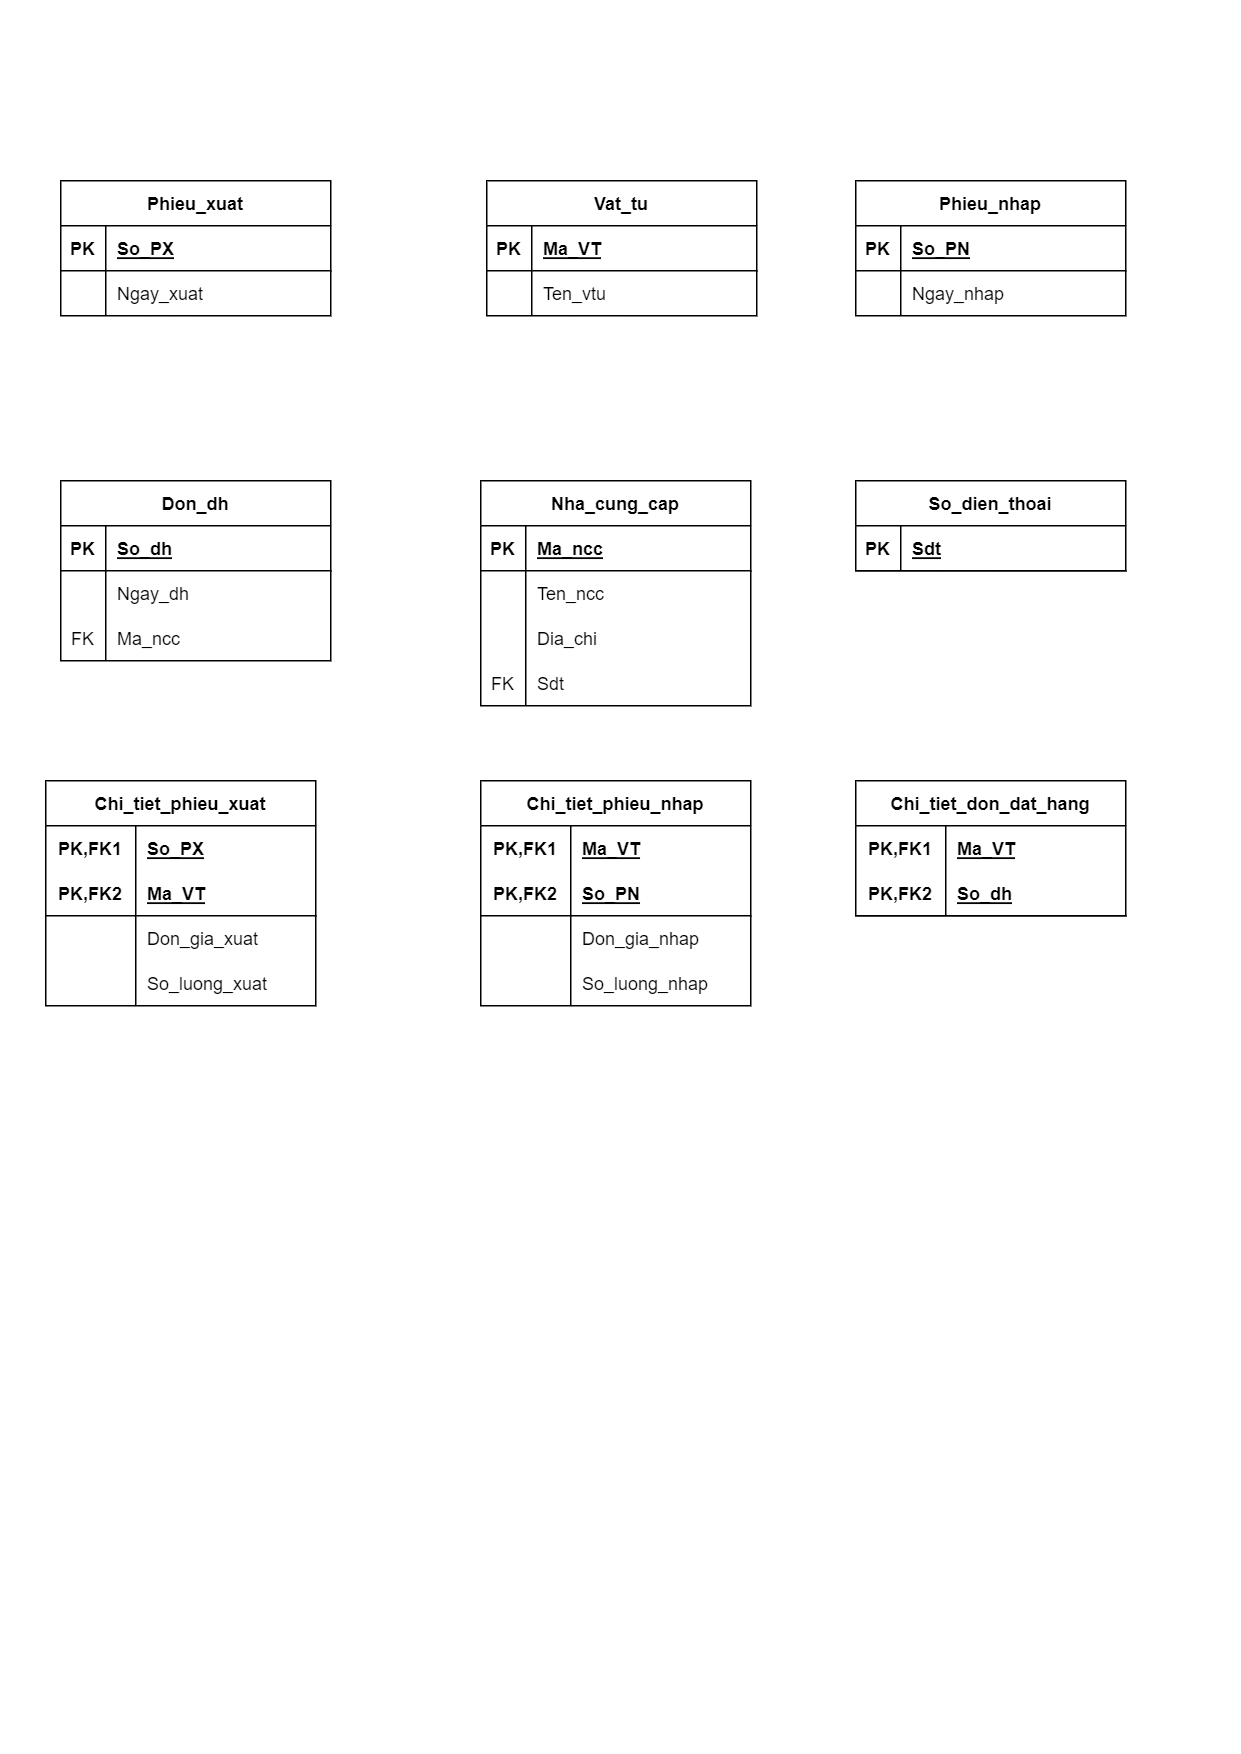 Phieu_xuat
PK So_PX
Ngay_xuat
Vat_tu
PK Ma_VT
Ten_vtu
Phieu_nhap
PK So_PN
Ngay_nhap
Don_dh
PK So_dh
Ngay_dh
FK Ma_ncc
Nha_cung_cap
PK Ma_ncc
Ten_ncc
Dia_chi
FK Sdt
So_dien_thoai
PK Sdt
Chi_tiet_phieu_xuat
PK,FK1 So_PX
PK,FK2 Ma_VT
Don_gia_xuat
So_luong_xuat
Chi_tiet_phieu_nhap
PK,FK1 Ma_VT
PK,FK2 So_PN
Don_gia_nhap
So_luong_nhap
Chi_tiet_don_dat_hang
PK,FK1 Ma_VT
PK,FK2 So_dh